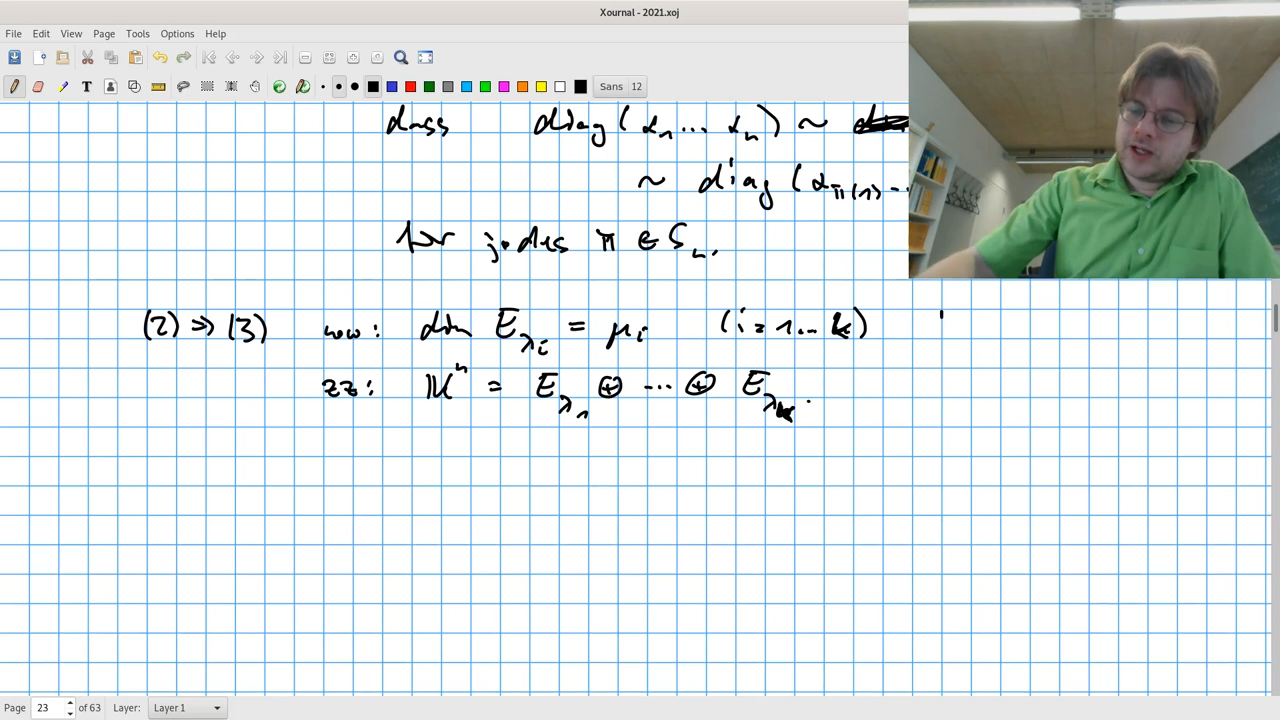 Xournal - 2021.xoj
File Edit View Page Tools Options Help
Sans 12
dass diag(α₁ ... αₙ) ~
~ diag(α_π(1) ...
für jedes π ∈ Sₙ.
(2) ⇒ (3) wow: dim E_λᵢ = μᵢ (i = 1...k)
zz: 𝕂ⁿ = E_λ₁ ⊕ ... ⊕ E_λₖ.
Page 23 of 63 Layer: Layer 1